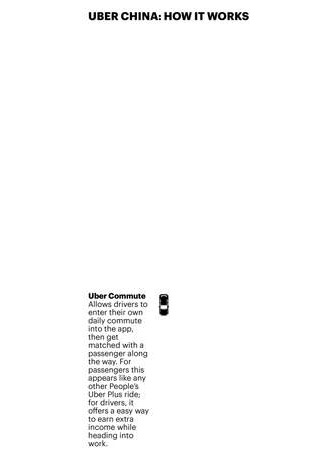 UBER CHINA: HOW IT WORKS
Uber Commute
Allows drivers to
enter their own
daily commute
into the app,
then get
matched with a
passenger along
the way. For
passengers this
appears like any
other People's
Uber Plus ride;
for drivers, it
offers a easy way
to earn extra
income while
heading into
work.